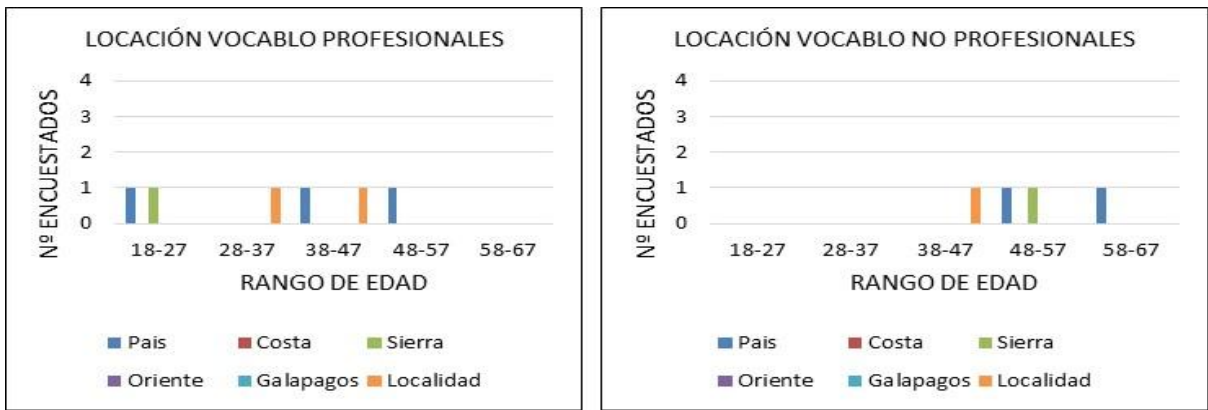 LOCACIÓN VOCABLO PROFESIONALES
Nº ENCUESTADOS
4
3
2
1
0
18-27 28-37 38-47 48-57 58-67
RANGO DE EDAD
Pais Costa Sierra
Oriente Galapagos Localidad
LOCACIÓN VOCABLO NO PROFESIONALES
Nº ENCUESTADOS
4
3
2
1
0
18-27 28-37 38-47 48-57 58-67
RANGO DE EDAD
Pais Costa Sierra
Oriente Galapagos Localidad